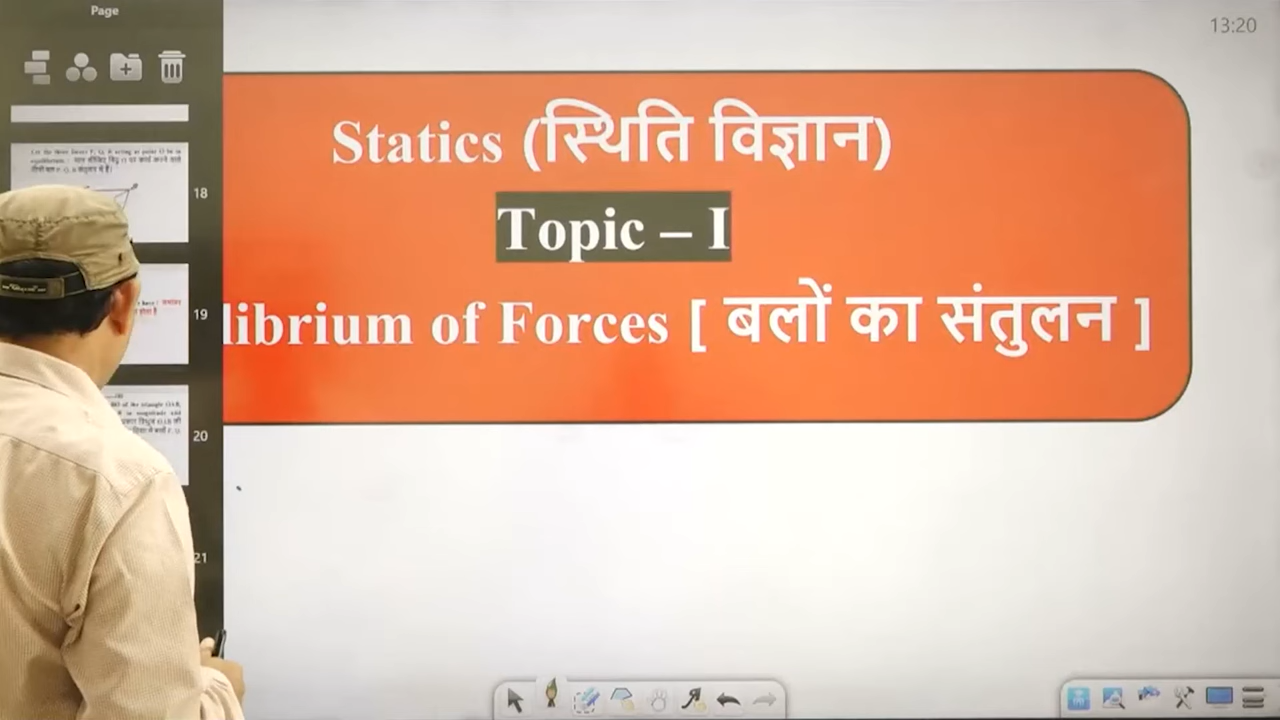 Page
13:20
Statics (स्थिति विज्ञान)
Topic – I
librium of Forces [ बलों का संतुलन ]
18
19
20
21